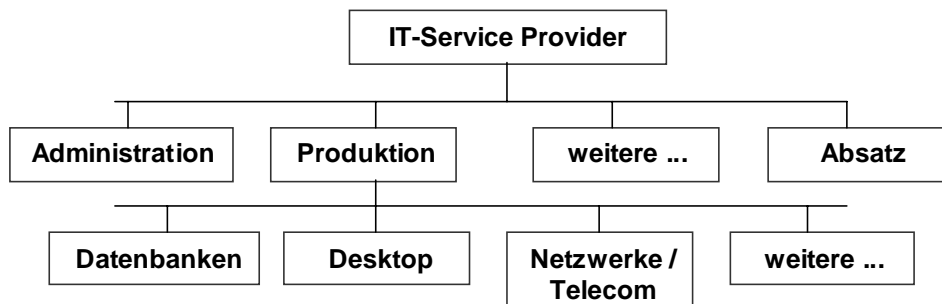 IT-Service Provider
Administration
Produktion
weitere ...
Absatz
Datenbanken
Desktop
Netzwerke /
Telecom
weitere ...